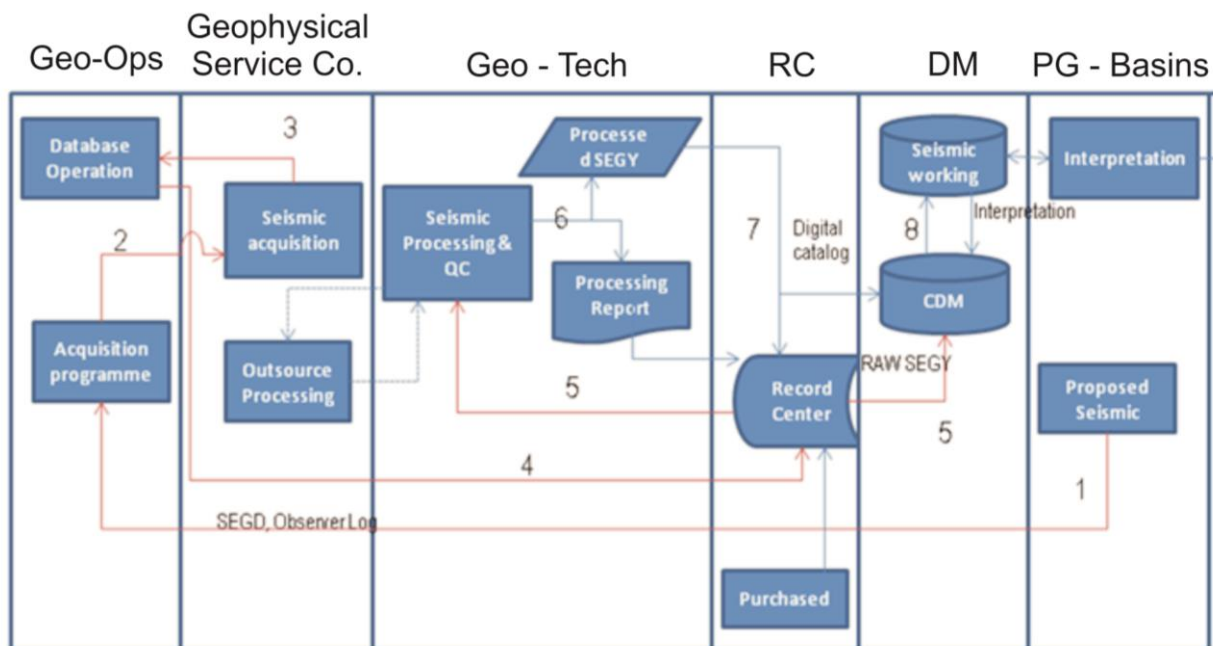 Geo-Ops
Geophysical
Service Co.
Geo - Tech
RC
DM
PG - Basins
Database
Operation
3
2
Seismic
acquisition
Acquisition
programme
Outsource
Processing
Seismic
Processing &
QC
Processe
d SEGY
6
Processing
Report
7
Digital
catalog
Seismic
working
Interpretation
Interpretation
8
CDM
RAW SEGY
Record
Center
5
5
Proposed
Seismic
4
1
SEGD, Observer Log
Purchased